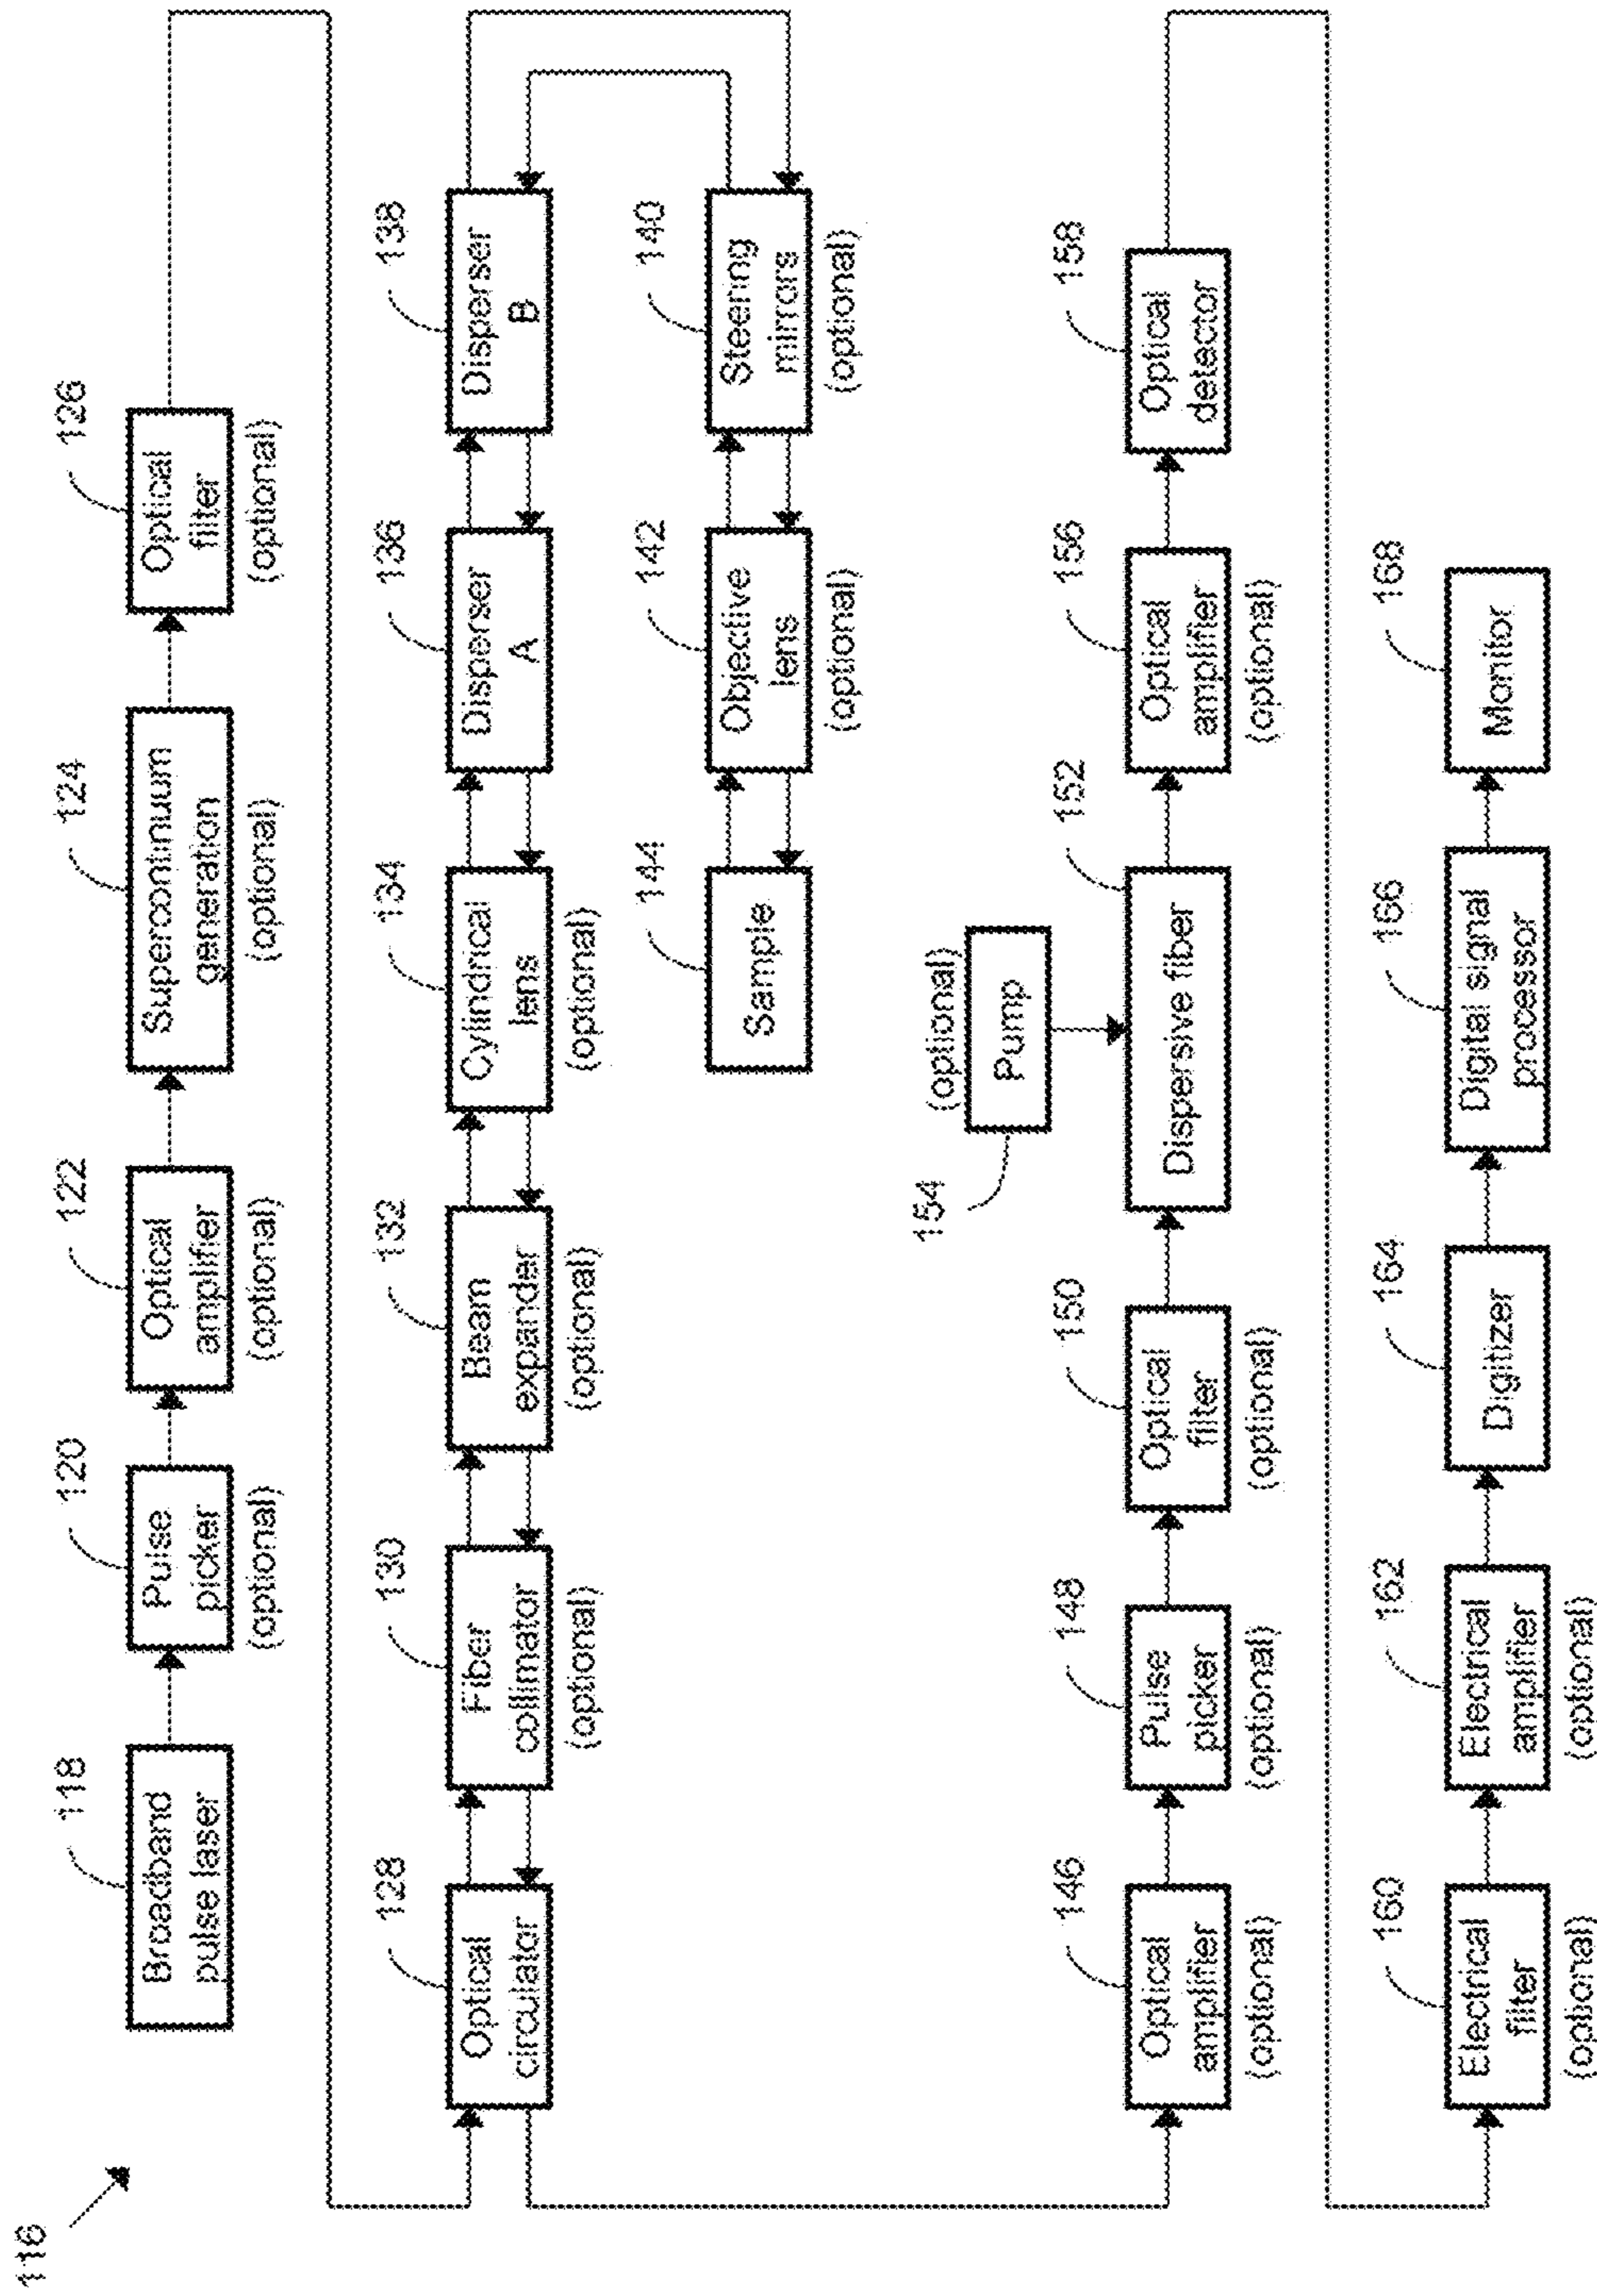 116
118
Broadband
pulse laser
120
Pulse
picker
(optional)
122
Optical
amplifier
(optional)
124
Supercontinuum
generation
(optional)
126
Optical
filter
(optional)
128
Optical
circulator
130
Fiber
collimator
(optional)
132
Beam
expander
(optional)
134
Cylindrical
lens
(optional)
136
Disperser
A
138
Disperser
B
144
Sample
142
Objective
lens
(optional)
140
Steering
mirrors
(optional)
146
Optical
amplifier
(optional)
148
Pulse
picker
(optional)
150
Optical
filter
(optional)
154
(optional)
Pump
152
Dispersive fiber
156
Optical
amplifier
(optional)
158
Optical
detector
160
Electrical
filter
(optional)
162
Electrical
amplifier
(optional)
164
Digitizer
166
Digital signal
processor
168
Monitor